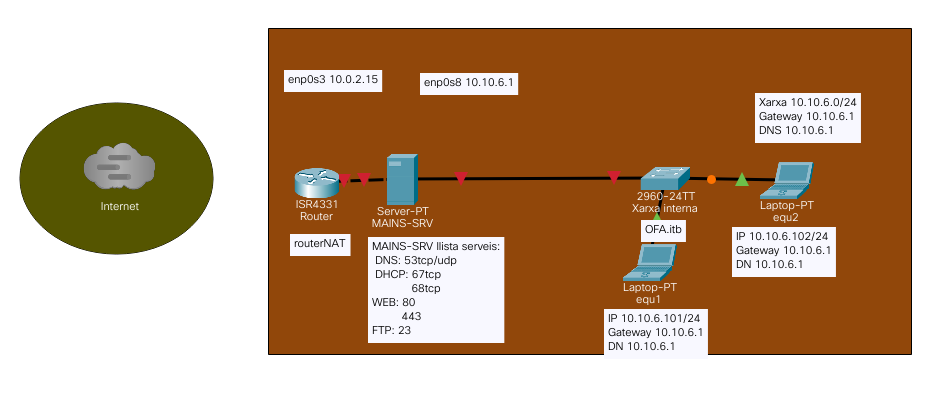 enp0s3 10.0.2.15
enp0s8 10.10.6.1
Xarxa 10.10.6.0/24
Gateway 10.10.6.1
DNS 10.10.6.1
Internet
ISR4331
Router
routerNAT
Server-PT
MAINS-SRV
MAINS-SRV llista serveis:
DNS: 53tcp/udp
DHCP: 67tcp
68tcp
WEB: 80
443
FTP: 23
2960-24TT
Xarxa interna
OFA.itb
Laptop-PT
equ1
IP 10.10.6.101/24
Gateway 10.10.6.1
DN 10.10.6.1
Laptop-PT
equ2
IP 10.10.6.102/24
Gateway 10.10.6.1
DN 10.10.6.1